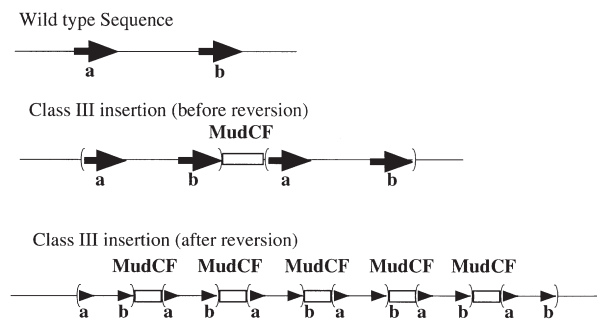 Wild type Sequence
a b
Class III insertion (before reversion)
MudCF
a b a b
Class III insertion (after reversion)
MudCF MudCF MudCF MudCF MudCF
a b a b a b a b a b a b